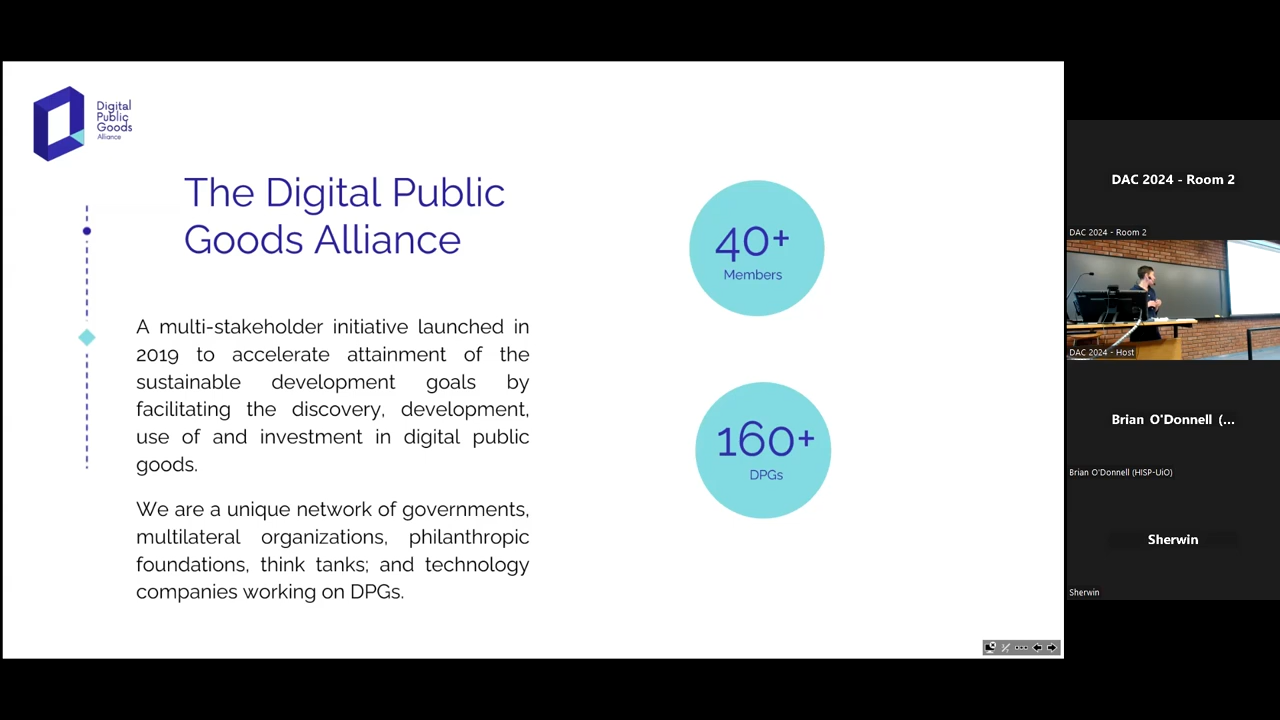 Digital
Public
Goods
Alliance
The Digital Public
Goods Alliance
A multi-stakeholder initiative launched in
2019 to accelerate attainment of the
sustainable development goals by
facilitating the discovery, development,
use of and investment in digital public
goods.
We are a unique network of governments,
multilateral organizations, philanthropic
foundations, think tanks; and technology
companies working on DPGs.
40+
Members
160+
DPGs
DAC 2024 - Room 2
DAC 2024 - Room 2
DAC 2024 - Host
Brian O'Donnell (...
Brian O'Donnell (HISP-UiO)
Sherwin
Sherwin